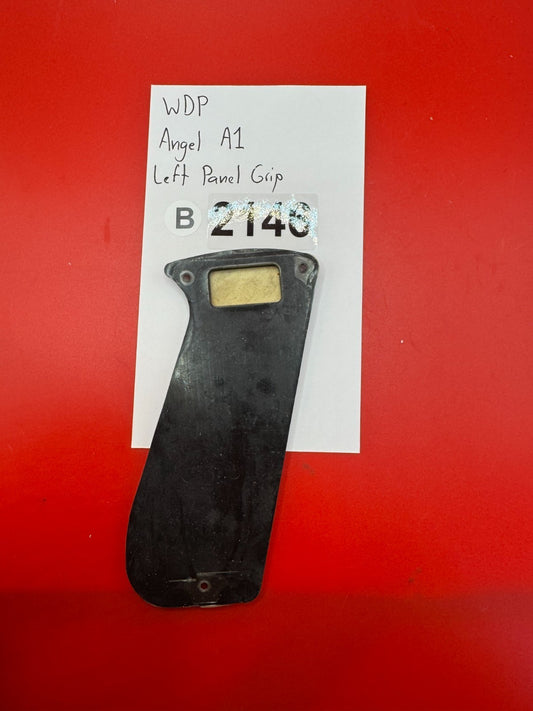 WDP
Angel A1
Left Panel Grip
B 2146